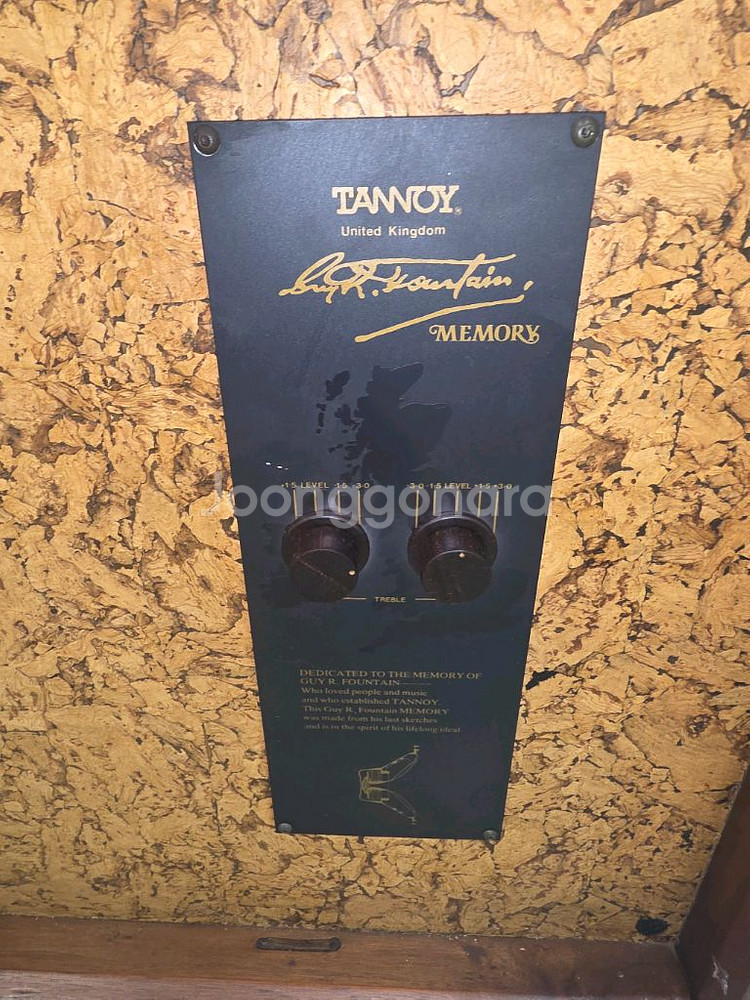 TANNOY®
United Kingdom
Guy R. Fountain,
MEMORY
+1·5 LEVEL -1·5 -3·0
-3·0 -1·5 LEVEL +1·5 +3·0
Joonggonara
TREBLE
DEDICATED TO THE MEMORY OF
GUY R. FOUNTAIN
Who loved people and music
and who established TANNOY
This Guy R. Fountain MEMORY
was made from his last sketches
and is in the spirit of his lifelong ideal